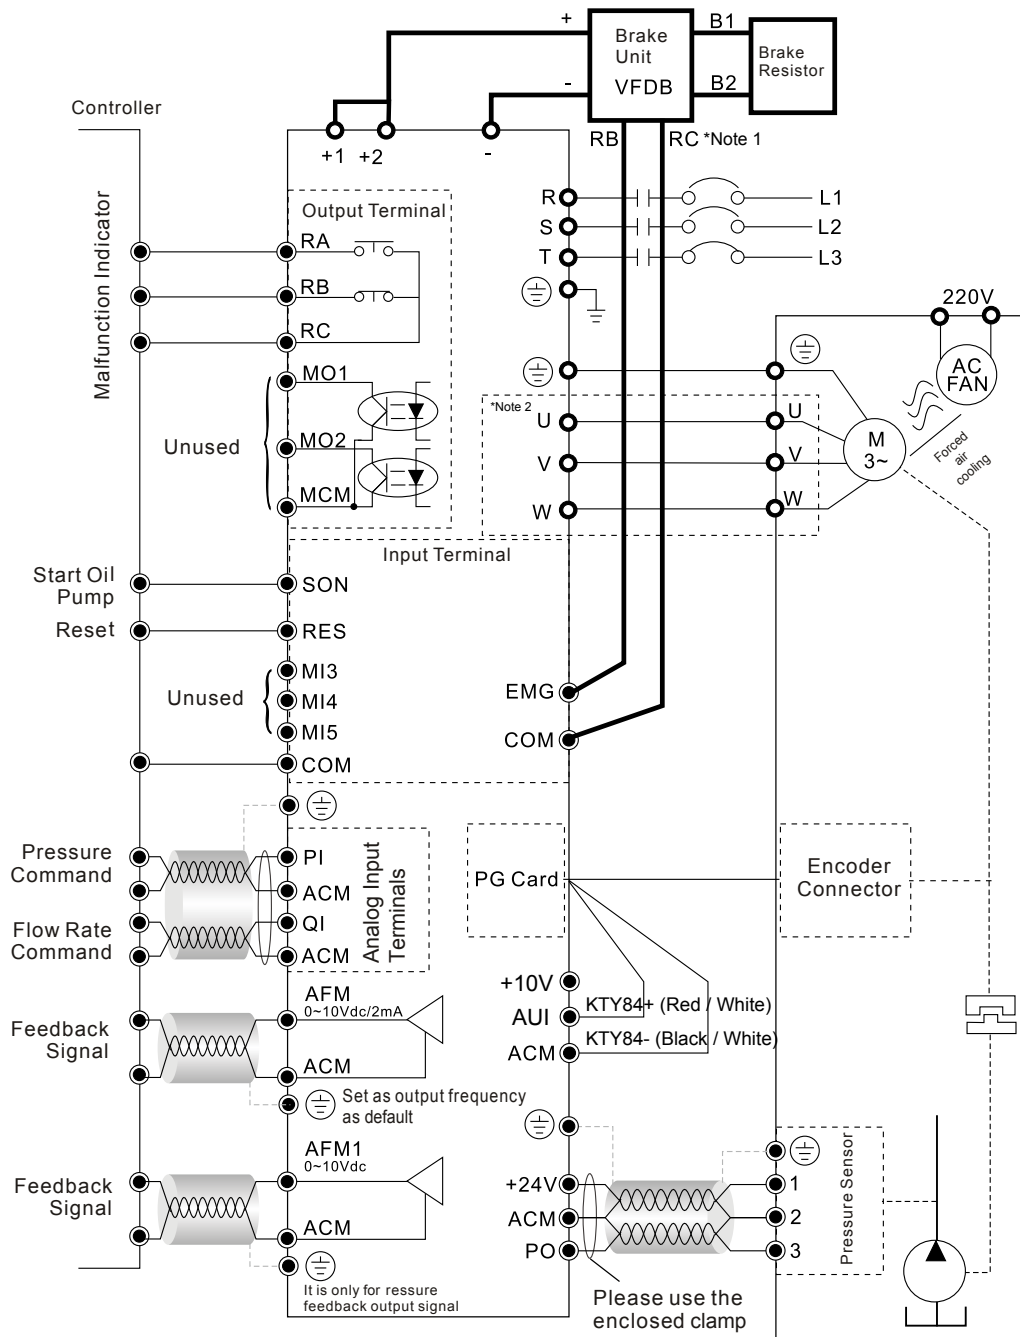 +
B1
Brake
Unit
VFDB
Brake
Resistor
-
B2
Controller
+1
+2
-
RB
RC *Note 1
Malfunction Indicator
Output Terminal
R
L1
S
L2
T
L3
RA
RB
RC
220V
AC
FAN
MO1
*Note 2
U
U
Unused
MO2
V
V
M
3~
Forced
air
cooling
MCM
W
W
Input Terminal
Start Oil
Pump
SON
Reset
RES
MI3
Unused
MI4
MI5
EMG
COM
COM
Pressure
Command
PI
ACM
Flow Rate
Command
QI
ACM
Analog Input
Terminals
PG Card
Encoder
Connector
+10V
AUI
KTY84+ (Red / White)
ACM
KTY84- (Black / White)
AFM
0~10Vdc/2mA
Feedback
Signal
ACM
Set as output frequency
as default
AFM1
0~10Vdc
Feedback
Signal
ACM
It is only for ressure
feedback output signal
+24V
1
ACM
2
PO
3
Pressure Sensor
Please use the
enclosed clamp